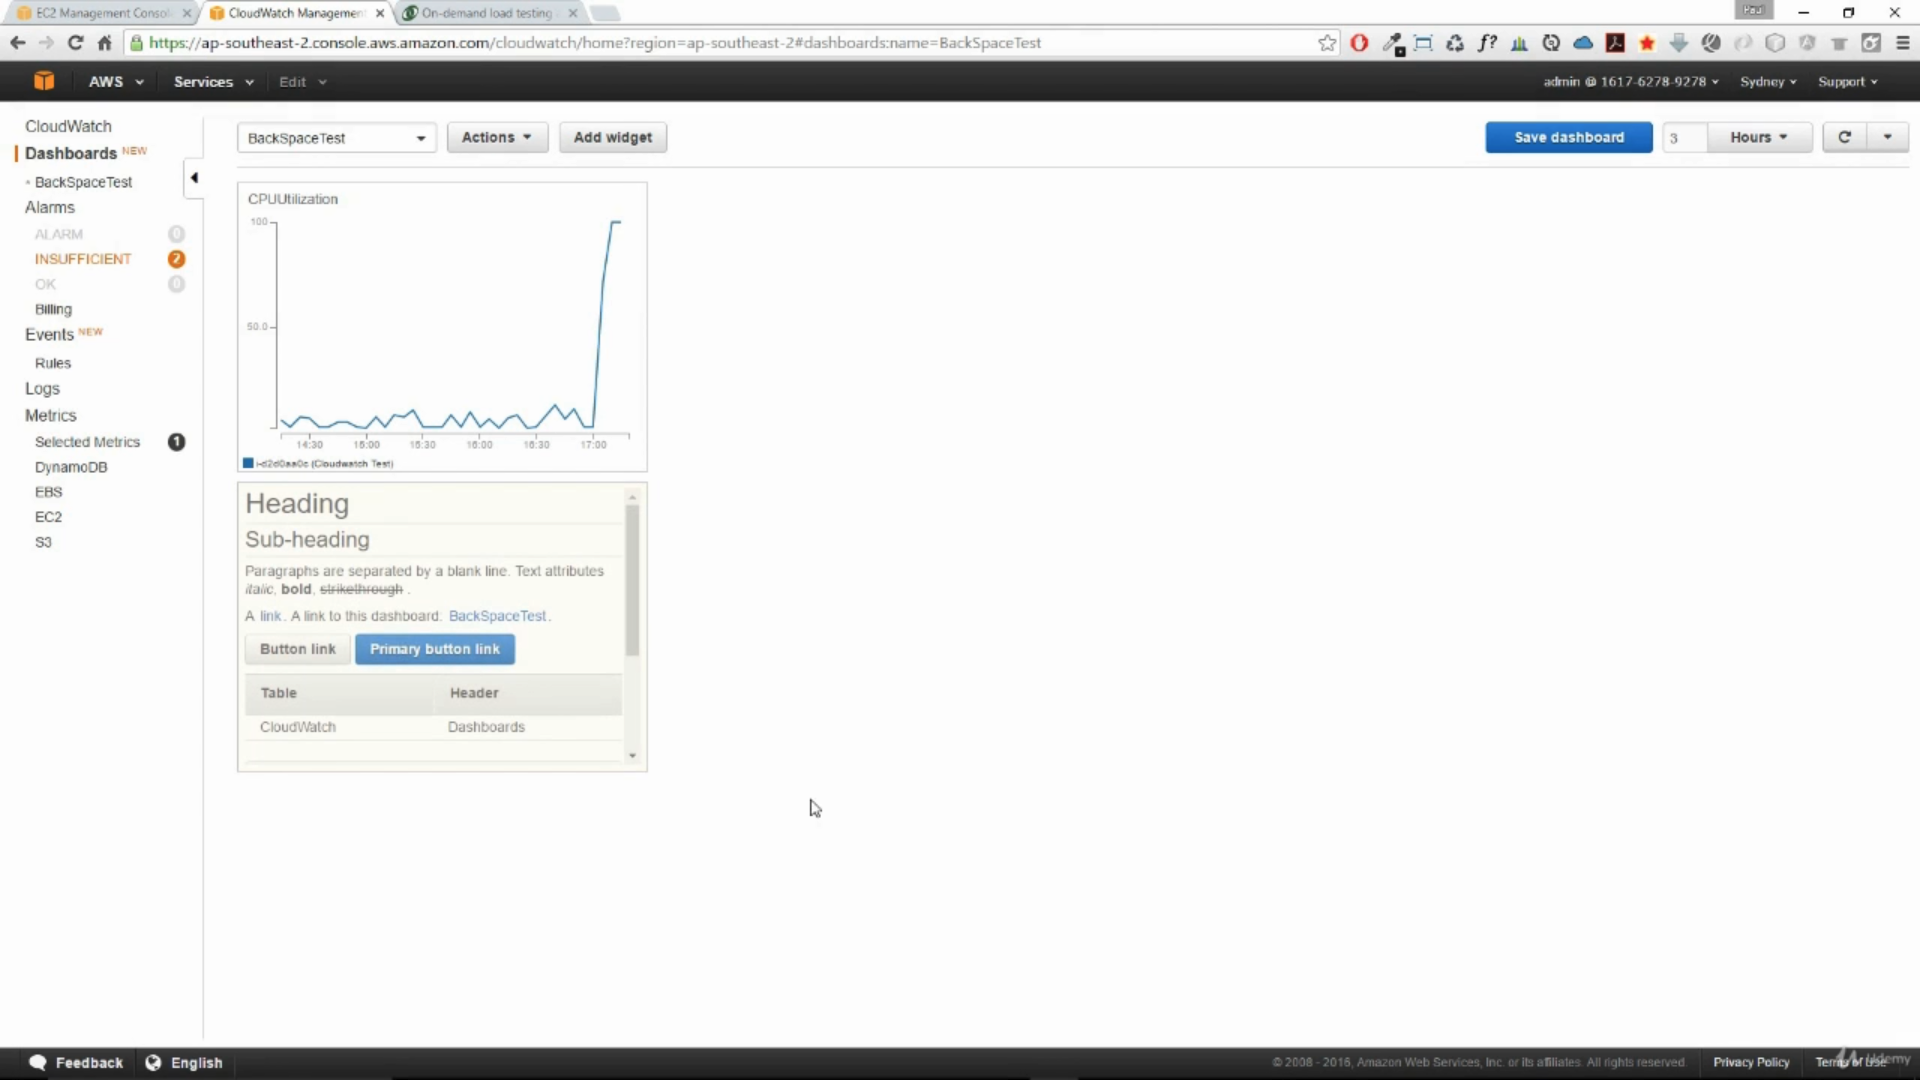 EC2 Management Consol
CloudWatch Managemen
On-demand load testing
Paul
https://ap-southeast-2.console.aws.amazon.com/cloudwatch/home?region=ap-southeast-2#dashboards:name=BackSpaceTest
f?
AWS Services Edit
admin @ 1617-6278-9278 Sydney Support
CloudWatch
Dashboards NEW
BackSpaceTest
Alarms
ALARM 0
INSUFFICIENT 2
OK 0
Billing
Events NEW
Rules
Logs
Metrics
Selected Metrics 1
DynamoDB
EBS
EC2
S3
BackSpaceTest Actions Add widget
Save dashboard 3 Hours
CPUUtilization
100
50.0
14:30 15:00 15:30 16:00 16:30 17:00
i-d2d0aa0c (Cloudwatch Test)
Heading
Sub-heading
Paragraphs are separated by a blank line. Text attributes
italic, bold, strikethrough .
A link. A link to this dashboard: BackSpaceTest.
Button link Primary button link
Table Header
CloudWatch Dashboards
Feedback English
© 2008 - 2016, Amazon Web Services, Inc. or its affiliates. All rights reserved.
Privacy Policy Terms of Use
Udemy